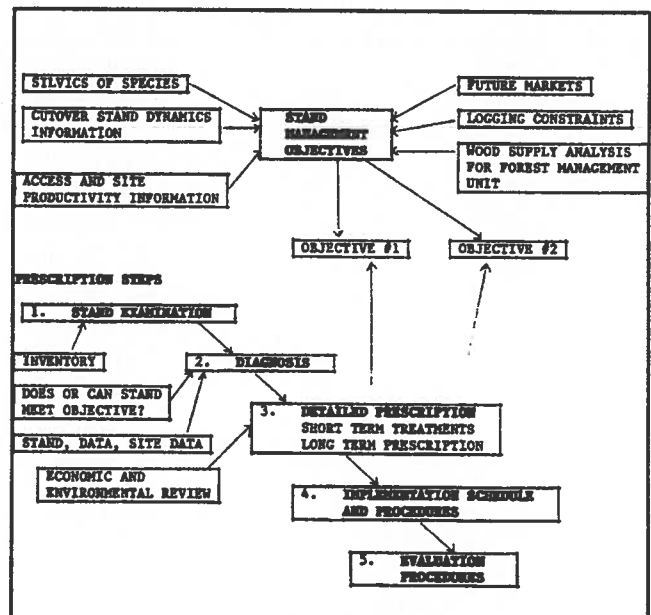 SILVICS OF SPECIES
CUTOVER STAND DYNAMICS
INFORMATION
ACCESS AND SITE
PRODUCTIVITY INFORMATION
STAND
MANAGEMENT
OBJECTIVES
FUTURE MARKETS
LOGGING CONSTRAINTS
WOOD SUPPLY ANALYSIS
FOR FOREST MANAGEMENT
UNIT
OBJECTIVE #1
OBJECTIVE #2
PRESCRIPTION STEPS
1. STAND EXAMINATION
INVENTORY
2. DIAGNOSIS
DOES OR CAN STAND
MEET OBJECTIVE?
STAND, DATA, SITE DATA
3. DETAILED PRESCRIPTION
SHORT TERM TREATMENTS
LONG TERM PRESCRIPTION
ECONOMIC AND
ENVIRONMENTAL REVIEW
4. IMPLEMENTATION SCHEDULE
AND PROCEDURES
5. EVALUATION
PROCEDURES